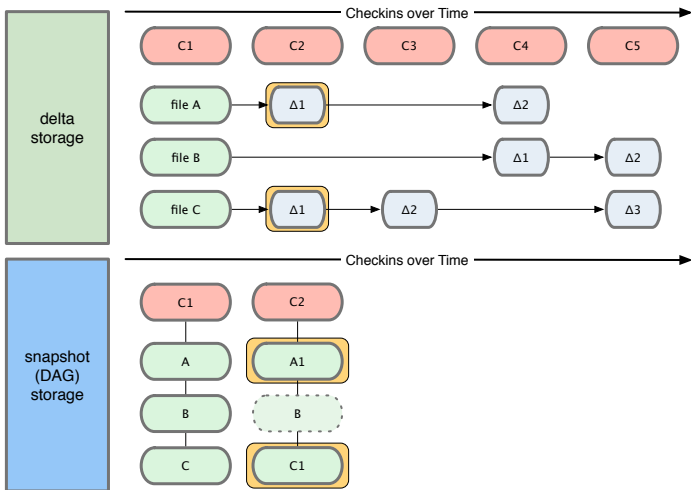 Checkins over Time
C1
C2
C3
C4
C5
delta
storage
file A
Δ1
Δ2
file B
Δ1
Δ2
file C
Δ1
Δ2
Δ3
Checkins over Time
C1
C2
snapshot
(DAG)
storage
A
A1
B
B
C
C1